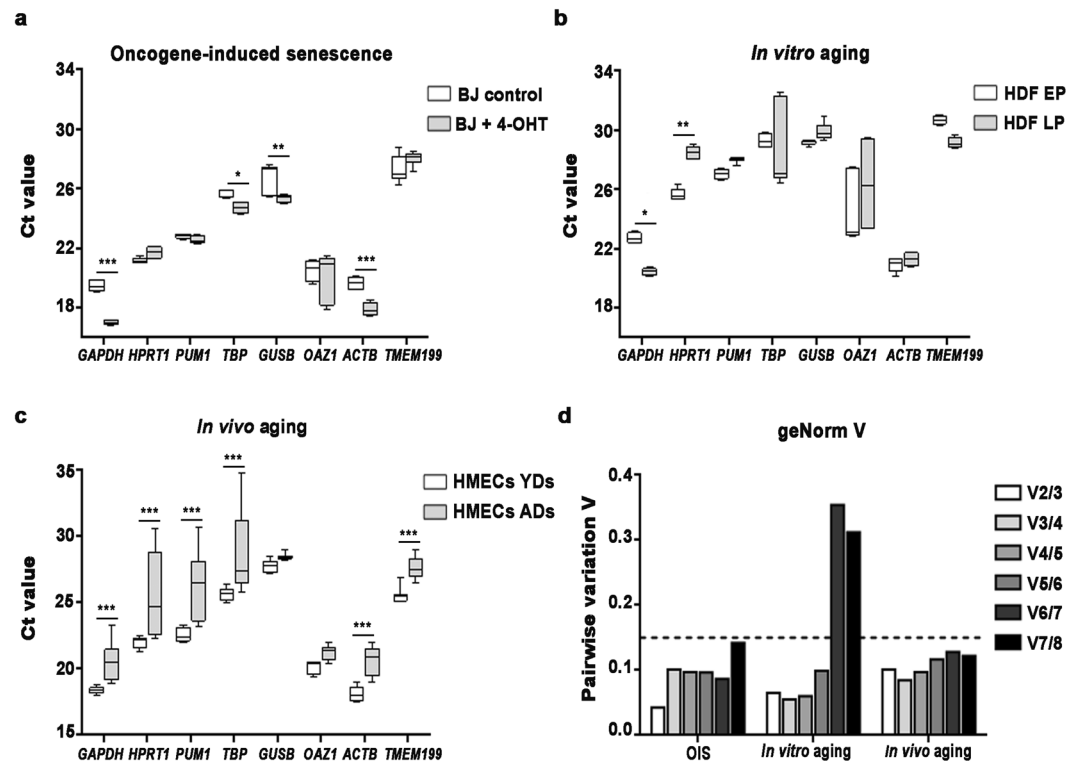 a
Oncogene-induced senescence
34
30
26
22
18
Ct value
***
*
**
***
BJ control
BJ + 4-OHT
GAPDH HPRT1 PUM1 TBP GUSB OAZ1 ACTB TMEM199
b
In vitro aging
34
30
26
22
18
Ct value
*
**
HDF EP
HDF LP
GAPDH HPRT1 PUM1 TBP GUSB OAZ1 ACTB TMEM199
c
In vivo aging
35
30
25
20
15
Ct value
***
***
***
***
***
***
HMECs YDs
HMECs ADs
GAPDH HPRT1 PUM1 TBP GUSB OAZ1 ACTB TMEM199
d
geNorm V
0.4
0.3
0.2
0.1
0.0
Pairwise variation V
V2/3
V3/4
V4/5
V5/6
V6/7
V7/8
OIS In vitro aging In vivo aging